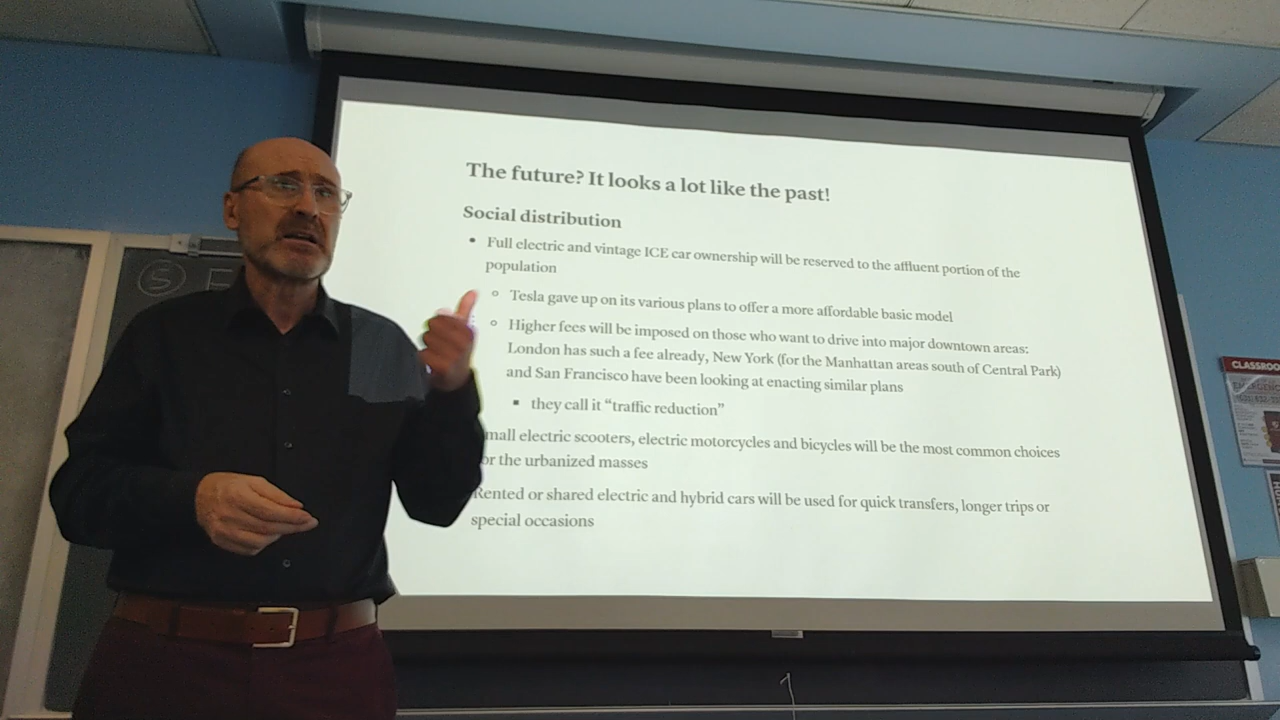 The future? It looks a lot like the past!
Social distribution
• Full electric and vintage ICE car ownership will be reserved to the affluent portion of the
population
○ Tesla gave up on its various plans to offer a more affordable basic model
○ Higher fees will be imposed on those who want to drive into major downtown areas:
London has such a fee already, New York (for the Manhattan areas south of Central Park)
and San Francisco have been looking at enacting similar plans
▪ they call it “traffic reduction”
mall electric scooters, electric motorcycles and bicycles will be the most common choices
or the urbanized masses
Rented or shared electric and hybrid cars will be used for quick transfers, longer trips or
special occasions
S E
CLASSROO